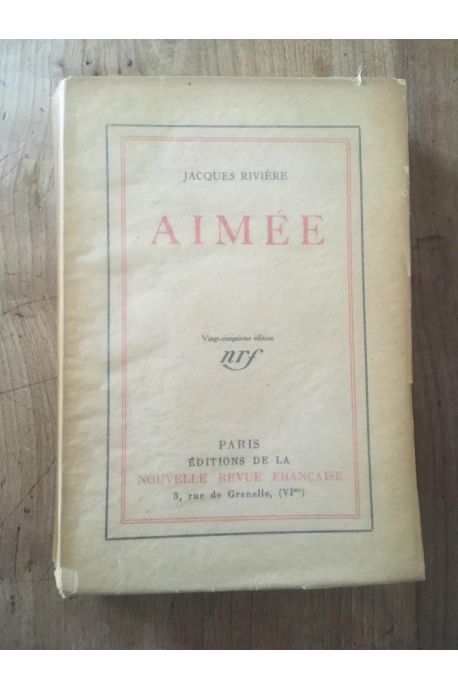 JACQUES RIVIÈRE
AIMÉE
Vingt-cinquième édition
nrf
PARIS
ÉDITIONS DE LA
NOUVELLE REVUE FRANÇAISE
3, rue de Grenelle, (VIme)